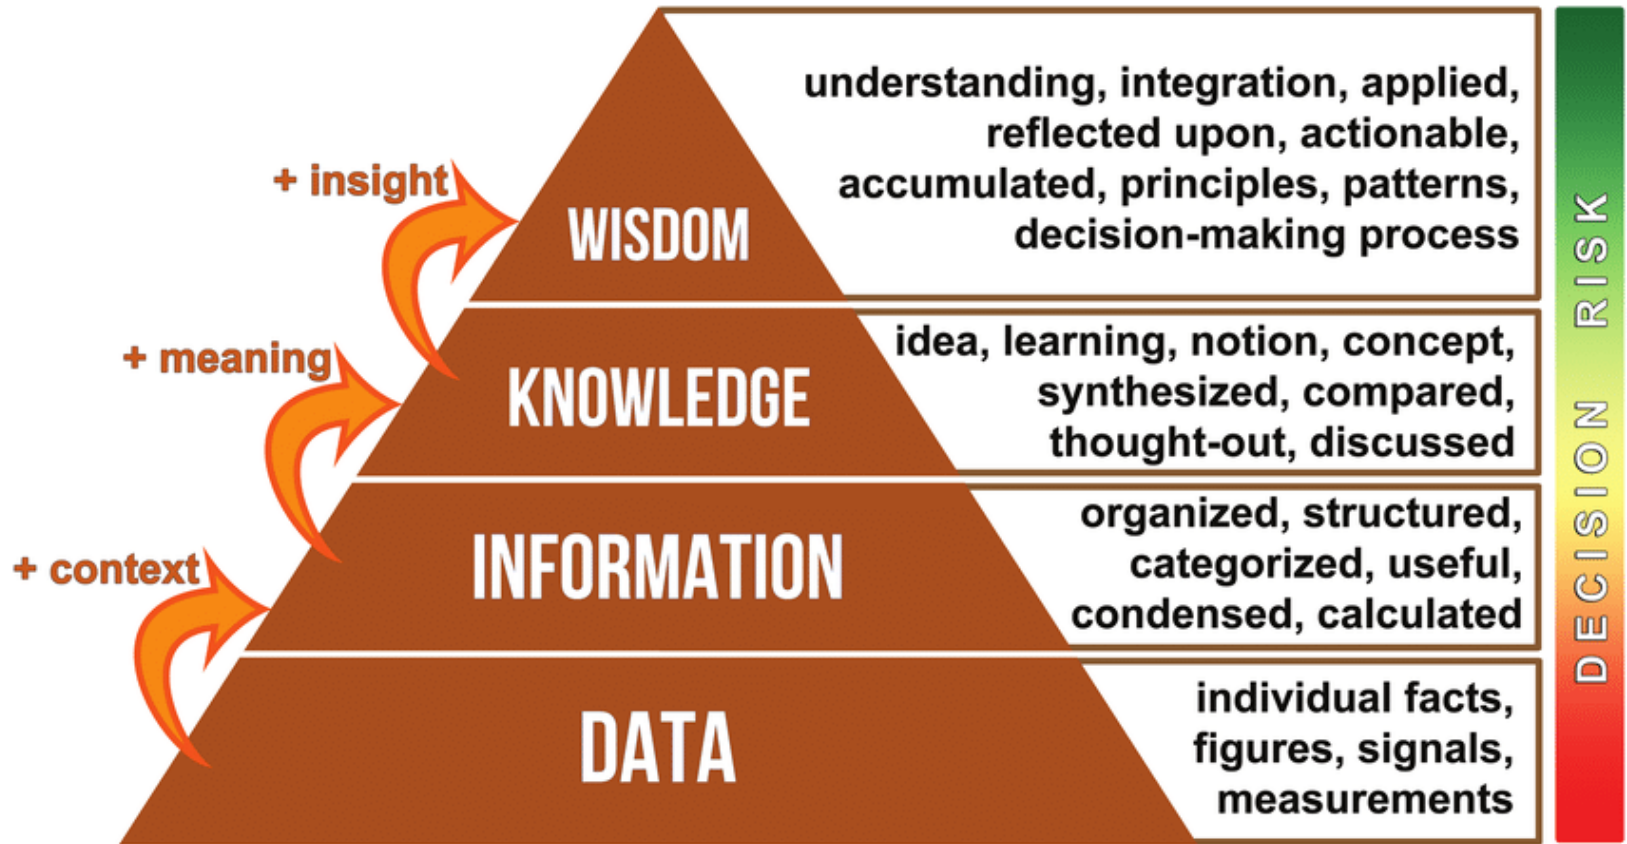 understanding, integration, applied,
reflected upon, actionable,
accumulated, principles, patterns,
decision-making process
+ insight
WISDOM
idea, learning, notion, concept,
synthesized, compared,
thought-out, discussed
+ meaning
KNOWLEDGE
organized, structured,
categorized, useful,
condensed, calculated
+ context
INFORMATION
individual facts,
figures, signals,
measurements
DATA
DECISION RISK